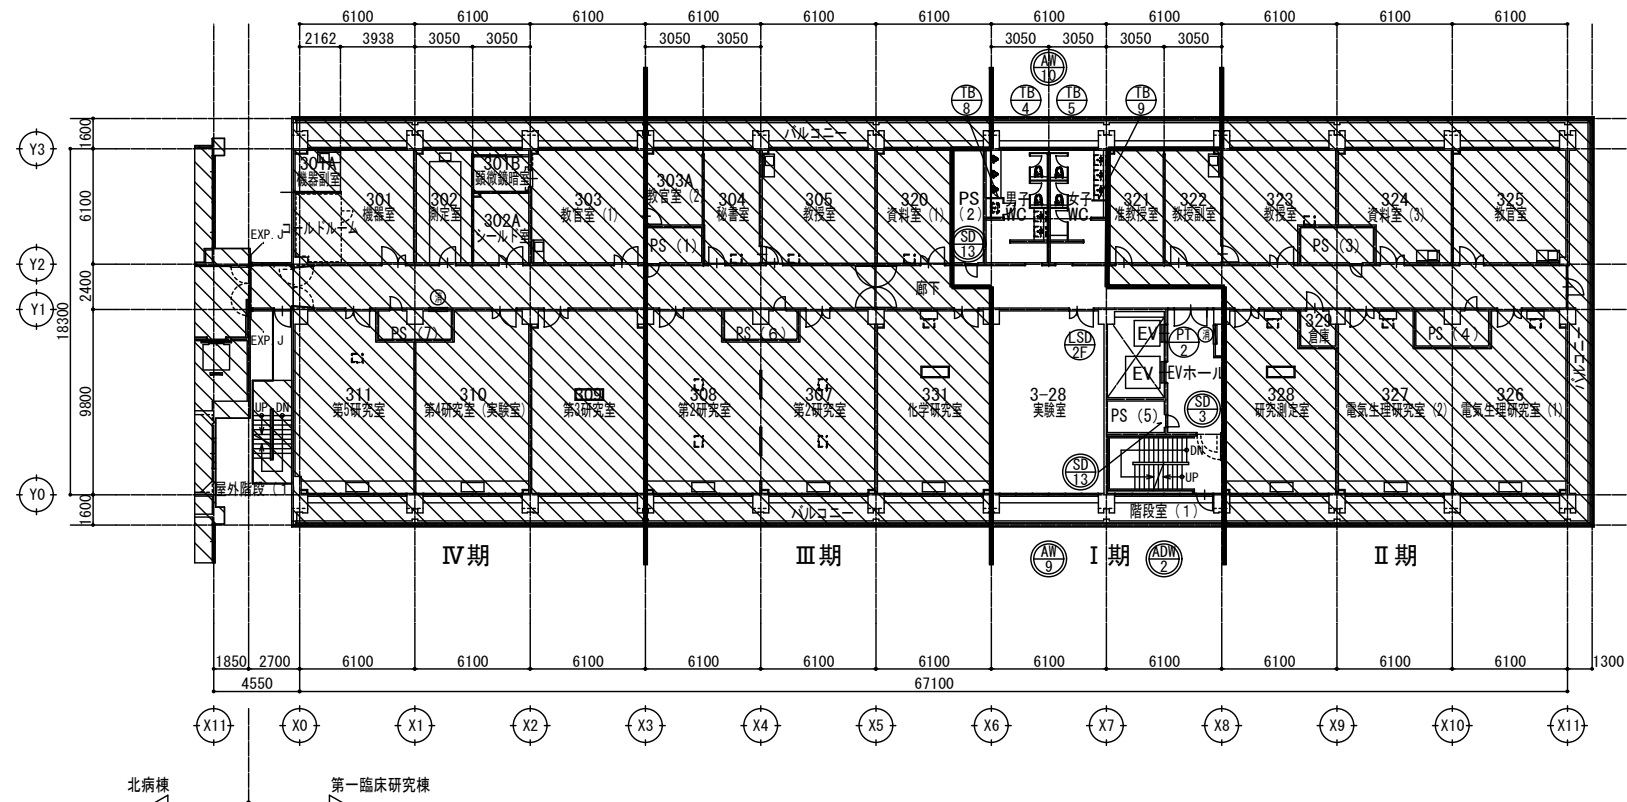 6100 6100 6100 6100 6100 6100 6100 6100 6100 6100 6100
2162 3938 3050 3050 3050 3050 3050 3050 3050 3050
AW
10
TB
8
TB
4
TB
5
TB
9
1600
バルコニー
Y3
301A
機器副室
301B
顕微鏡暗室
303A
教官室(2)
301
機器室
302
測定室
302A
シールド室
303
教官室(1)
304
秘書室
305
教授室
320
資料室(1)
PS
(2)
男子
WC
女子
WC
321
准教授室
322
教授副室
323
教授室
324
資料室(3)
325
教官室
6100
コールドルーム
EXP.J
PS(1)
SD
13
PS(3)
Y2
2400
廊下
消
Y1
18300
EXP.J
PS(7)
PS(6)
LSD
2F
EV
PT
2
消
329
倉庫
PS(4)
バルコニー
EV
EVホール
9800
311
第5研究室
310
第4研究室(実験室)
309
第3研究室
308
第2研究室
307
第2研究室
331
化学研究室
3-28
実験室
PS(5)
SD
3
328
研究測定室
327
電気生理研究室(2)
326
電気生理研究室(1)
UP DN
DN
SD
13
UP
Y0
屋外階段(
1600
バルコニー
階段室(1)
Ⅳ期
Ⅲ期
AW
9
Ⅰ期
ADW
2
Ⅱ期
1850 2700 6100 6100 6100 6100 6100 6100 6100 6100 6100 6100 6100 1300
4550 67100
X11 X0 X1 X2 X3 X4 X5 X6 X7 X8 X9 X10 X11
北病棟 第一臨床研究棟